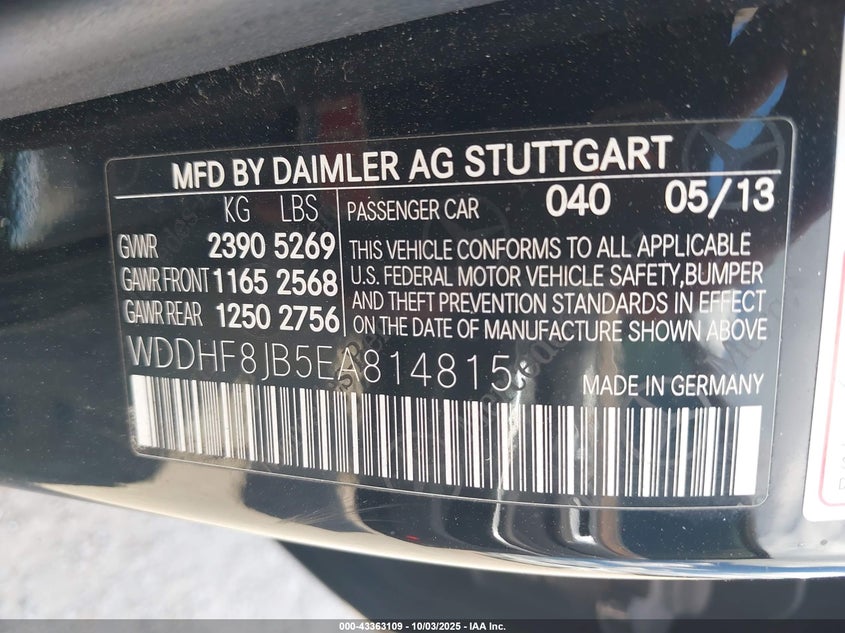 MFD BY DAIMLER AG STUTTGART
KG LBS
GVWR 2390 5269
GAWR FRONT 1165 2568
GAWR REAR 1250 2756
PASSENGER CAR 040 05/13
THIS VEHICLE CONFORMS TO ALL APPLICABLE
U.S. FEDERAL MOTOR VEHICLE SAFETY,BUMPER
AND THEFT PREVENTION STANDARDS IN EFFECT
ON THE DATE OF MANUFACTURE SHOWN ABOVE
WDDHF8JB5EA814815
MADE IN GERMANY
000-43363109 - 10/03/2025 - IAA Inc.